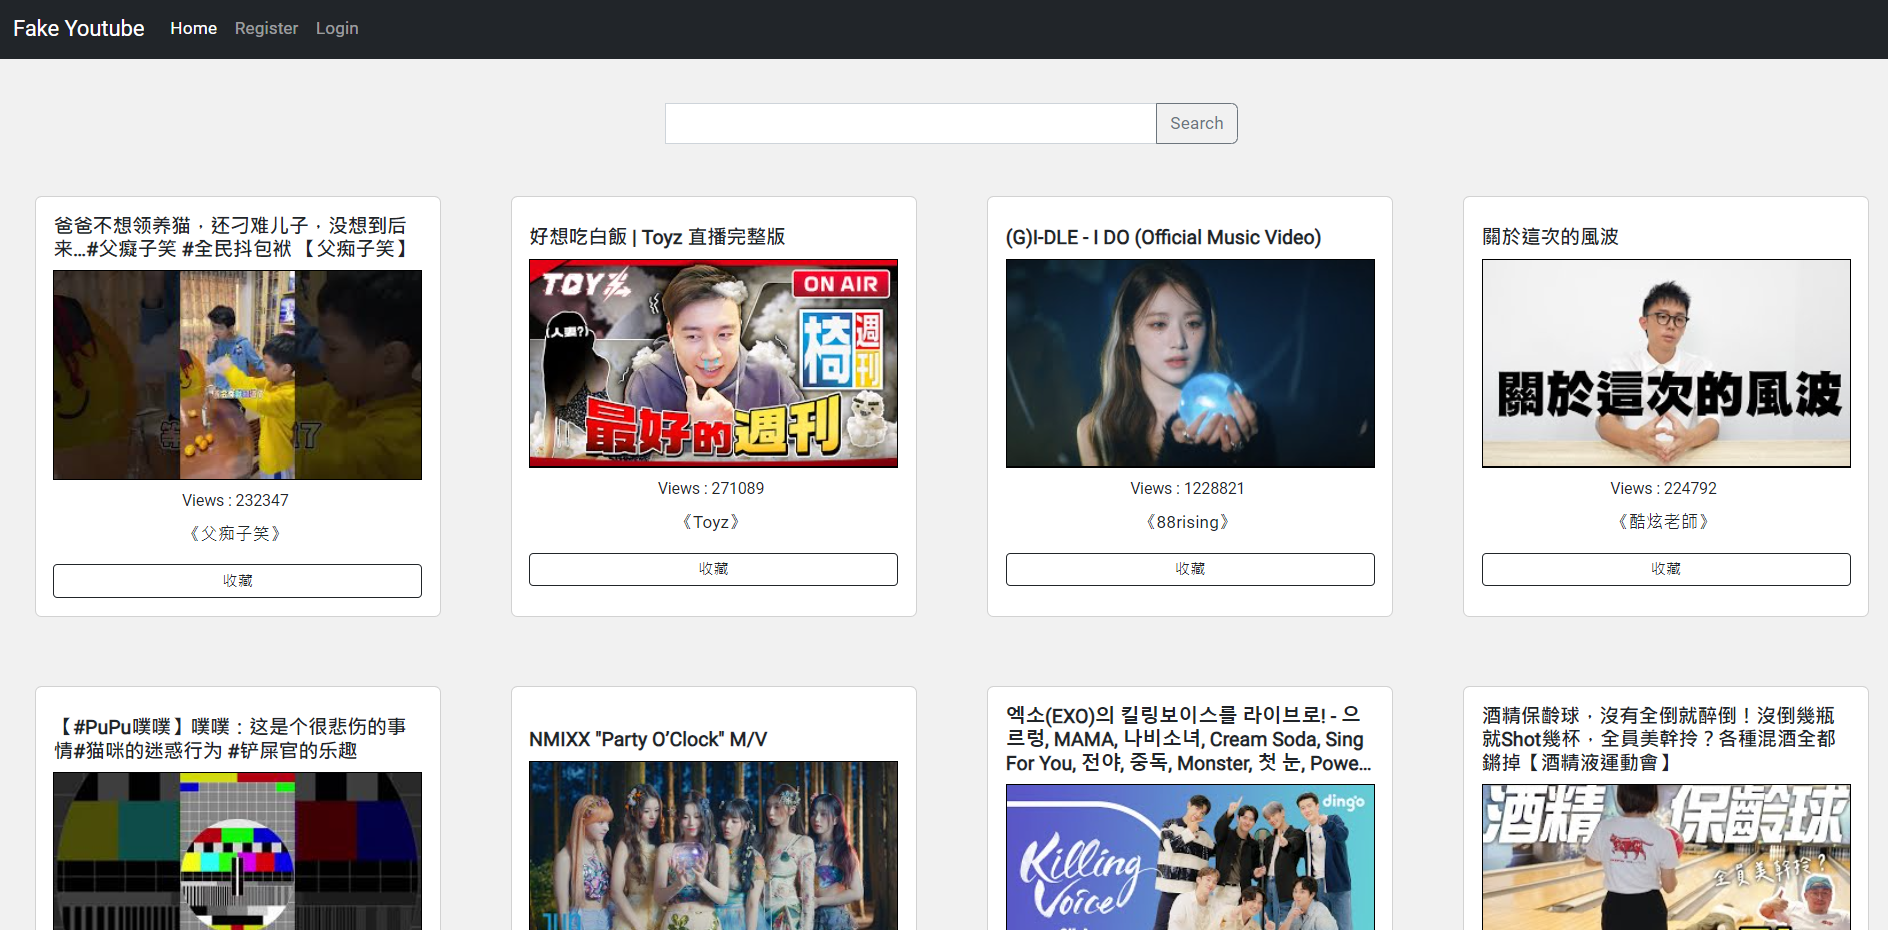 Fake Youtube Home Register Login
Search
爸爸不想领养猫，还刁难儿子，没想到后
来...#父癡子笑 #全民抖包袱 【父痴子笑】
Views : 232347
《父痴子笑》
收藏
好想吃白飯 | Toyz 直播完整版
TOYZ
ON AIR
(人妻?)
椅
週刊
最好的週刊
Views : 271089
《Toyz》
收藏
(G)I-DLE - I DO (Official Music Video)
Views : 1228821
《88rising》
收藏
關於這次的風波
關於這次的風波
Views : 224792
《酷炫老師》
收藏
【#PuPu噗噗】噗噗：这是个很悲伤的事
情#猫咪的迷惑行为 #铲屎官的乐趣
NMIXX "Party O’Clock" M/V
엑소(EXO)의 킬링보이스를 라이브로! - 으
르렁, MAMA, 나비소녀, Cream Soda, Sing
For You, 전야, 중독, Monster, 첫 눈, Powe...
dingo
Killing
Voice
酒精保齡球，沒有全倒就醉倒！沒倒幾瓶
就Shot幾杯，全員美幹拎？各種混酒全都
鏘掉【酒精液運動會】
酒精保齡球
全員美幹拎?